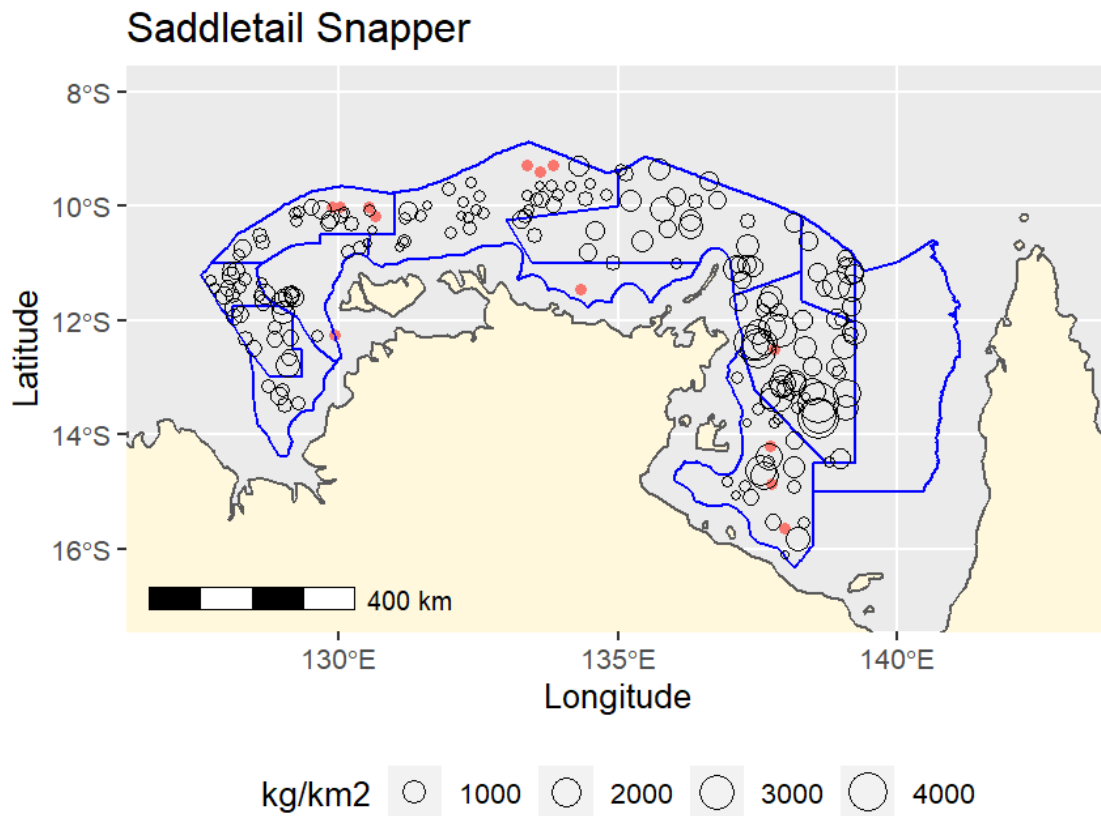 Saddletail Snapper
8°S
10°S
12°S
14°S
16°S
Latitude
400 km
130°E 135°E 140°E
Longitude
kg/km2 1000 2000 3000 4000